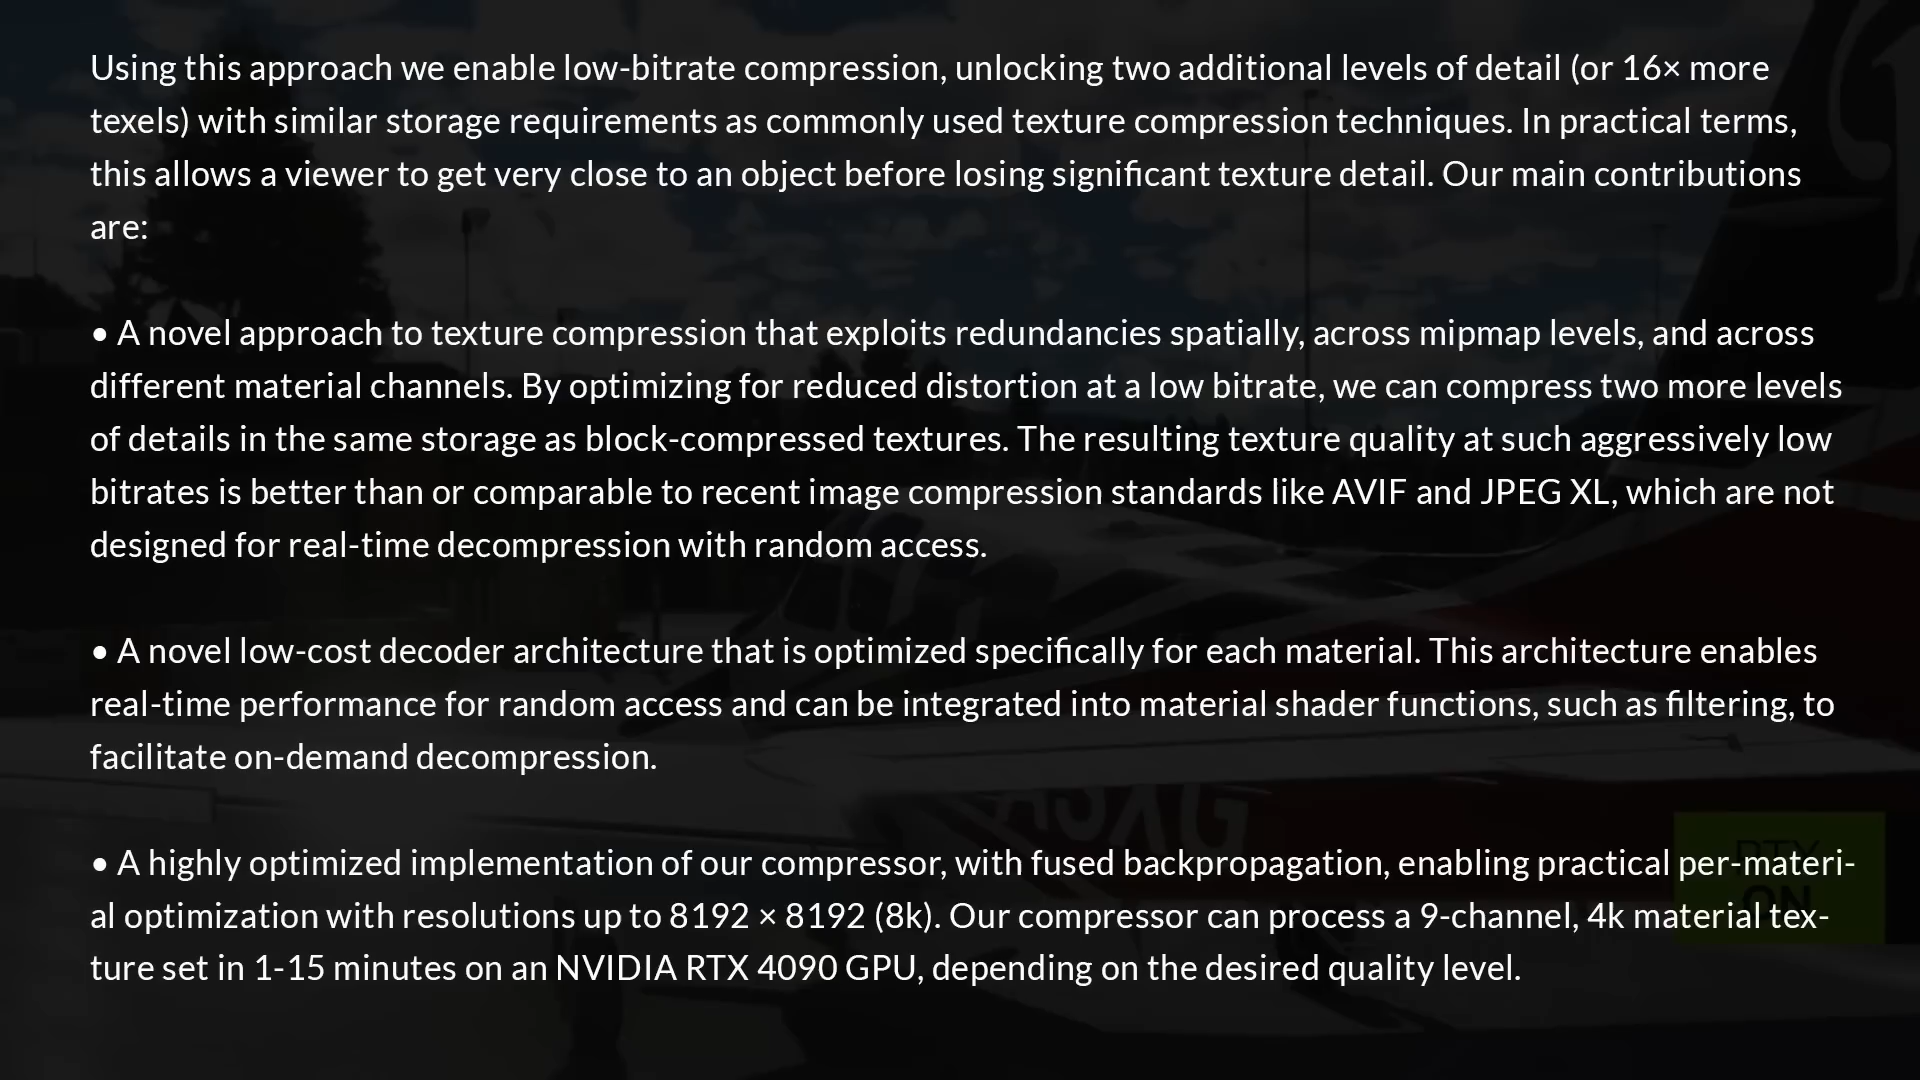 Using this approach we enable low-bitrate compression, unlocking two additional levels of detail (or 16× more
texels) with similar storage requirements as commonly used texture compression techniques. In practical terms,
this allows a viewer to get very close to an object before losing significant texture detail. Our main contributions
are:
• A novel approach to texture compression that exploits redundancies spatially, across mipmap levels, and across
different material channels. By optimizing for reduced distortion at a low bitrate, we can compress two more levels
of details in the same storage as block-compressed textures. The resulting texture quality at such aggressively low
bitrates is better than or comparable to recent image compression standards like AVIF and JPEG XL, which are not
designed for real-time decompression with random access.
• A novel low-cost decoder architecture that is optimized specifically for each material. This architecture enables
real-time performance for random access and can be integrated into material shader functions, such as filtering, to
facilitate on-demand decompression.
• A highly optimized implementation of our compressor, with fused backpropagation, enabling practical per-materi-
al optimization with resolutions up to 8192 × 8192 (8k). Our compressor can process a 9-channel, 4k material tex-
ture set in 1-15 minutes on an NVIDIA RTX 4090 GPU, depending on the desired quality level.
RTX
ON